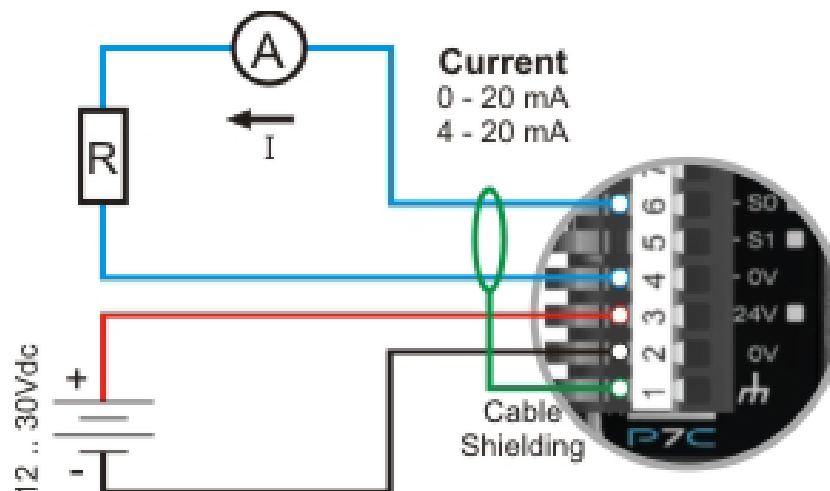 A
Current
0 - 20 mA
4 - 20 mA
I
R
7
6
S0
5
S1
4
0V
3
24V
2
0V
1
+
12 .. 30Vdc
-
Cable
Shielding
P7C